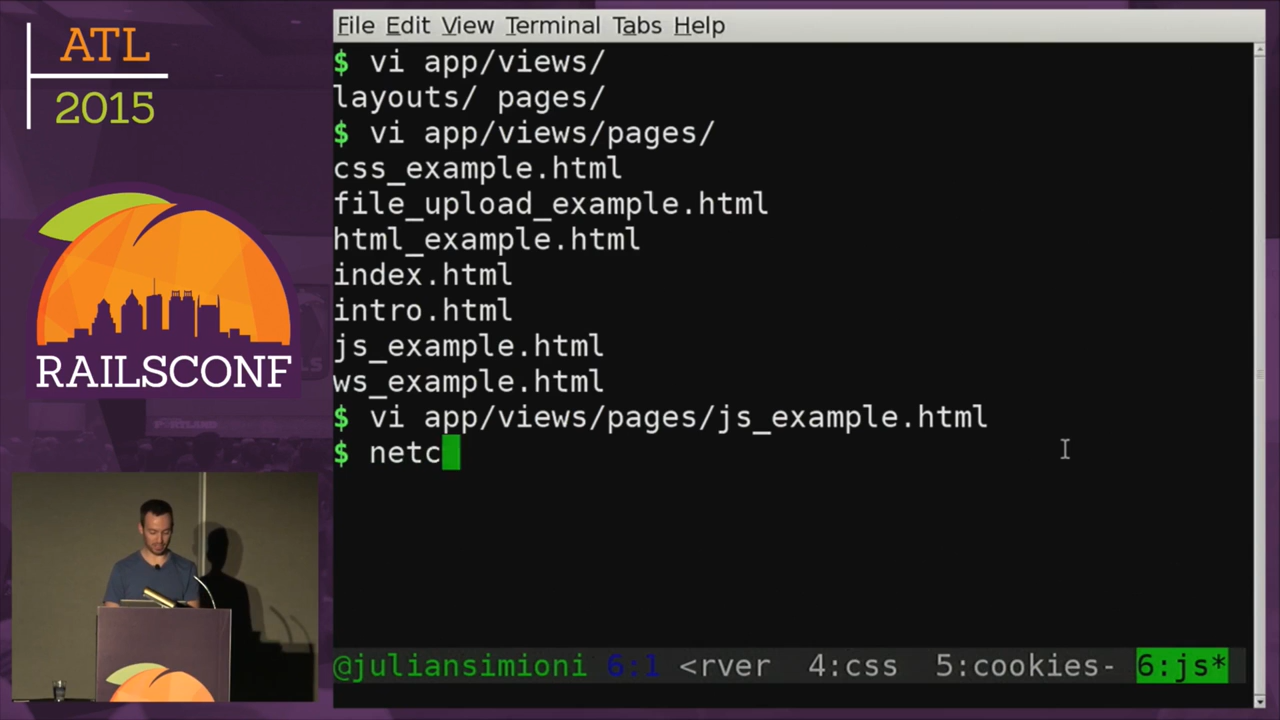 ATL
2015
RAILSCONF
File Edit View Terminal Tabs Help
$ vi app/views/
layouts/ pages/
$ vi app/views/pages/
css_example.html
file_upload_example.html
html_example.html
index.html
intro.html
js_example.html
ws_example.html
$ vi app/views/pages/js_example.html
$ netc
@juliansimioni 6:1 <rver 4:css 5:cookies- 6:js*